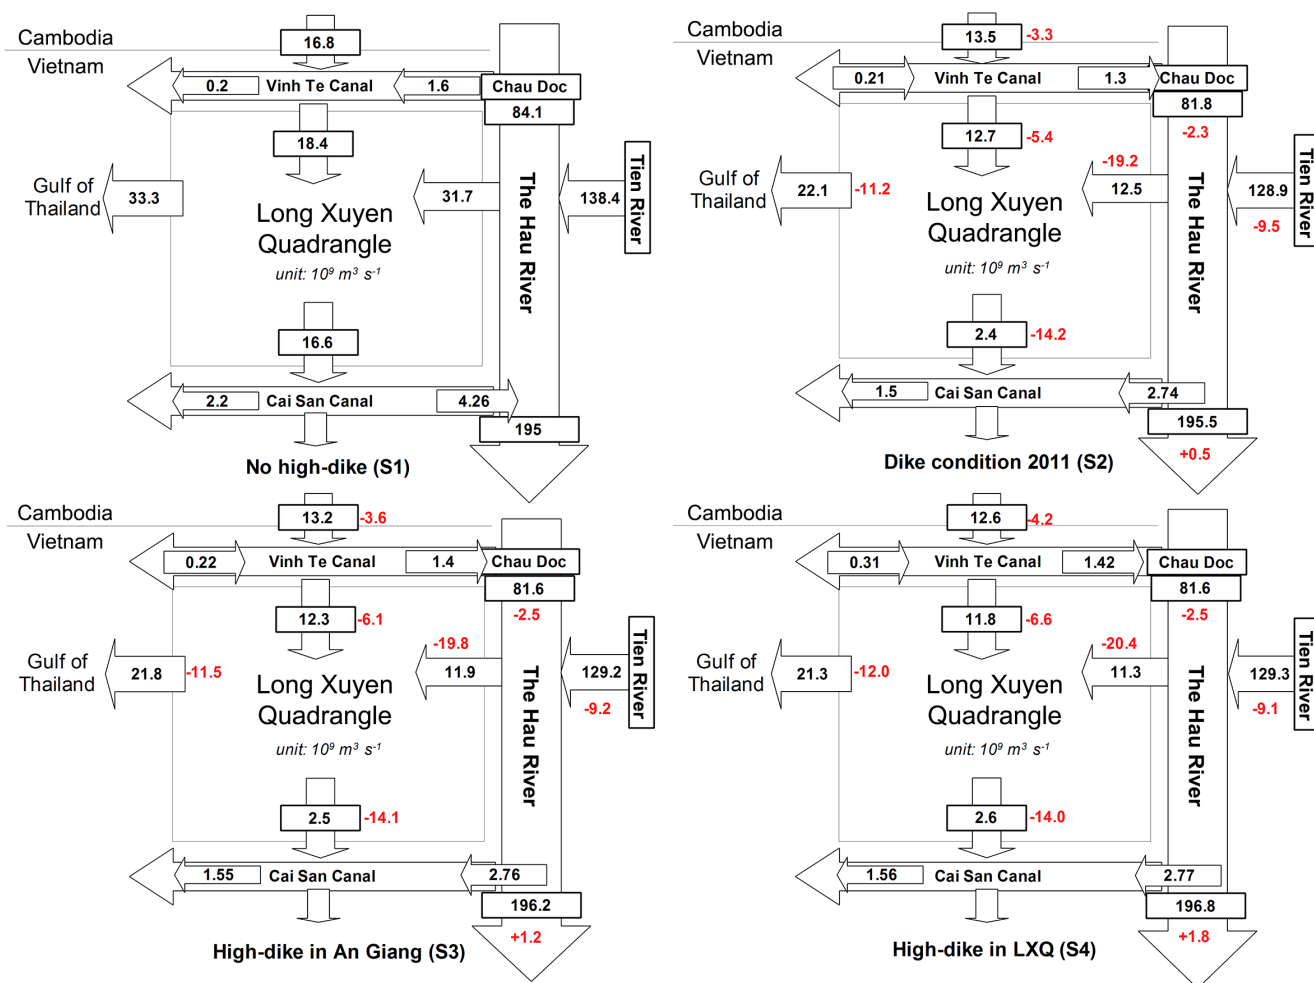 Cambodia
Vietnam
16.8
0.2
Vinh Te Canal
1.6
Chau Doc
84.1
18.4
Gulf of
Thailand
33.3
31.7
138.4
Tien River
The Hau River
Long Xuyen
Quadrangle
unit: 10⁹ m³ s⁻¹
16.6
2.2
Cai San Canal
4.26
195
No high-dike (S1)
Cambodia
Vietnam
13.5
-3.3
0.21
Vinh Te Canal
1.3
Chau Doc
81.8
-2.3
12.7
-5.4
Gulf of
Thailand
22.1
-11.2
-19.2
12.5
128.9
-9.5
Tien River
The Hau River
Long Xuyen
Quadrangle
unit: 10⁹ m³ s⁻¹
2.4
-14.2
1.5
Cai San Canal
2.74
195.5
+0.5
Dike condition 2011 (S2)
Cambodia
Vietnam
13.2
-3.6
0.22
Vinh Te Canal
1.4
Chau Doc
81.6
-2.5
12.3
-6.1
Gulf of
Thailand
21.8
-11.5
-19.8
11.9
129.2
-9.2
Tien River
The Hau River
Long Xuyen
Quadrangle
unit: 10⁹ m³ s⁻¹
2.5
-14.1
1.55
Cai San Canal
2.76
196.2
+1.2
High-dike in An Giang (S3)
Cambodia
Vietnam
12.6
-4.2
0.31
Vinh Te Canal
1.42
Chau Doc
81.6
-2.5
11.8
-6.6
Gulf of
Thailand
21.3
-12.0
-20.4
11.3
129.3
-9.1
Tien River
The Hau River
Long Xuyen
Quadrangle
unit: 10⁹ m³ s⁻¹
2.6
-14.0
1.56
Cai San Canal
2.77
196.8
+1.8
High-dike in LXQ (S4)